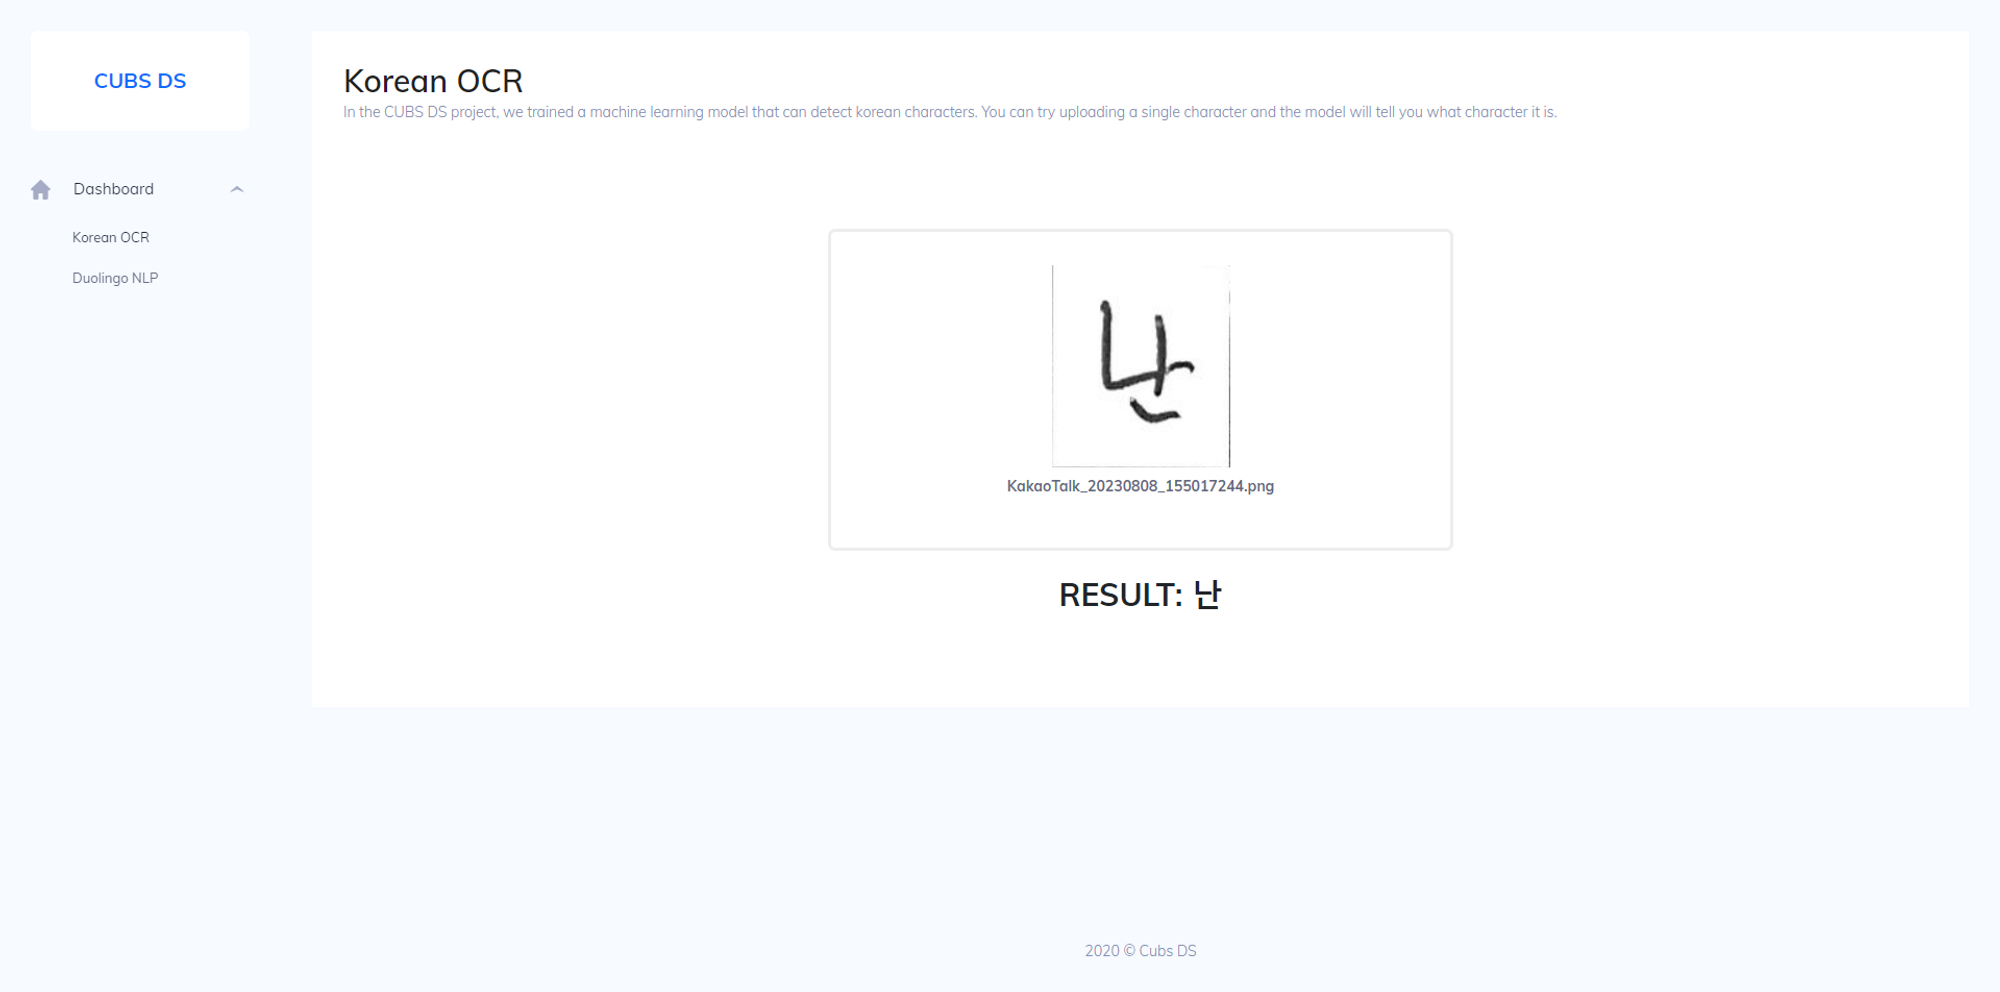 CUBS DS
Dashboard
Korean OCR
Duolingo NLP
Korean OCR
In the CUBS DS project, we trained a machine learning model that can detect korean characters. You can try uploading a single character and the model will tell you what character it is.
난
KakaoTalk_20230808_155017244.png
RESULT: 난
2020 © Cubs DS